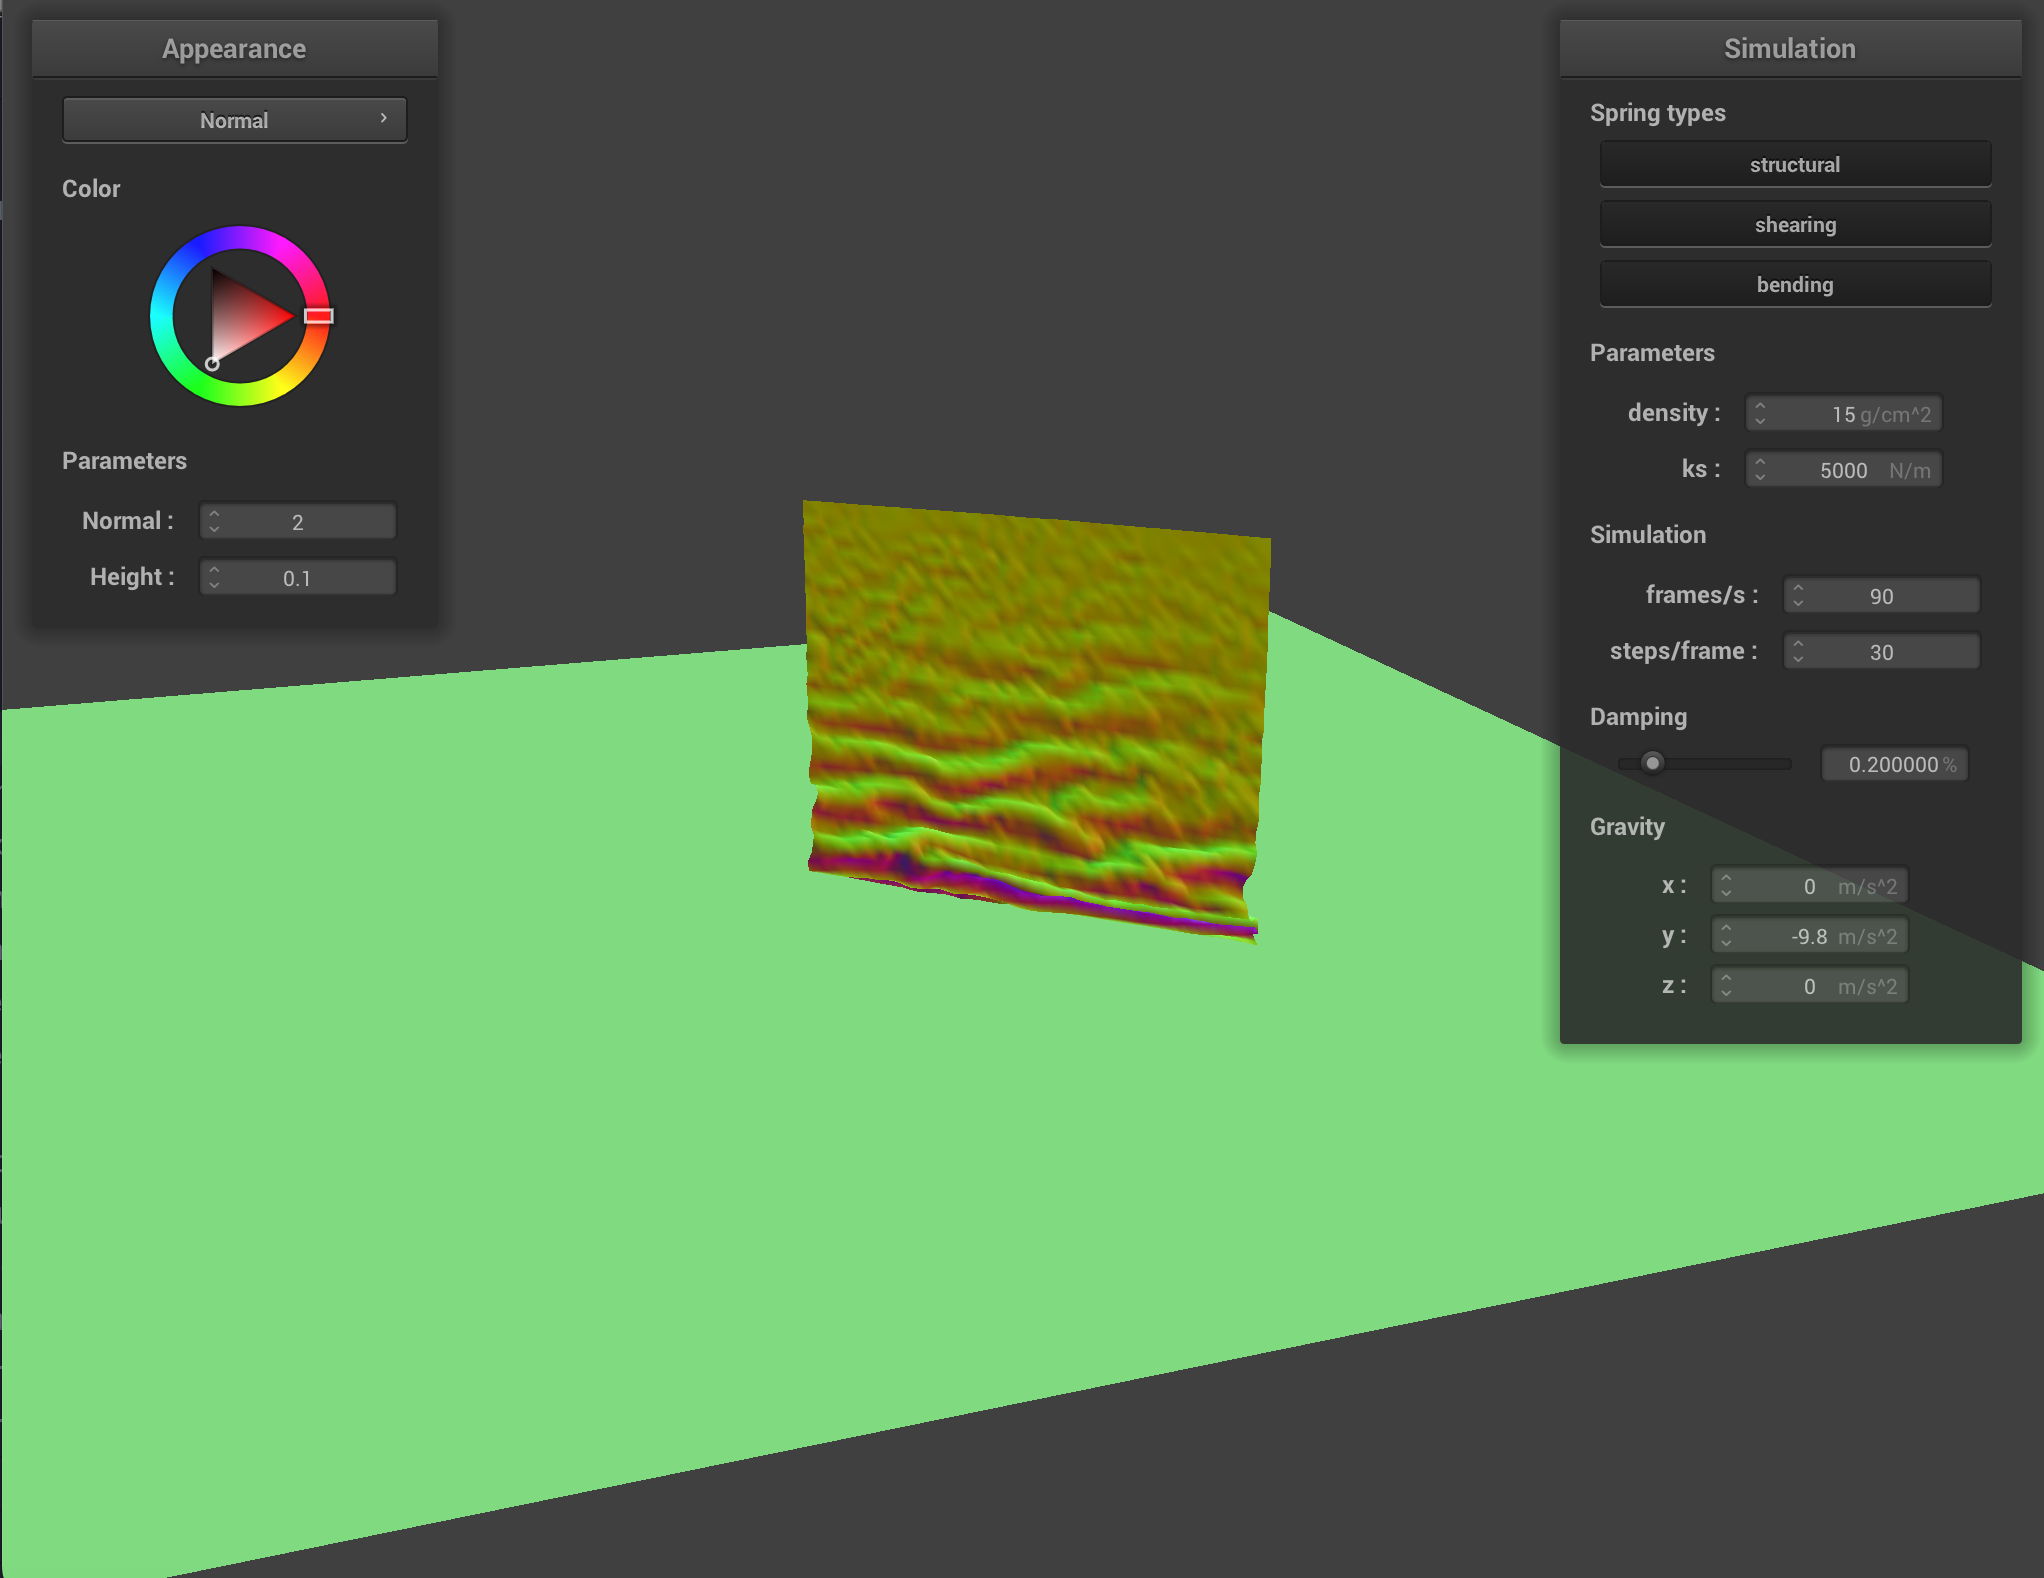 Appearance
Normal
Color
Parameters
Normal : 2
Height : 0.1
Simulation
Spring types
structural
shearing
bending
Parameters
density : 15 g/cm^2
ks : 5000 N/m
Simulation
frames/s : 90
steps/frame : 30
Damping
0.200000 %
Gravity
x : 0 m/s^2
y : -9.8 m/s^2
z : 0 m/s^2